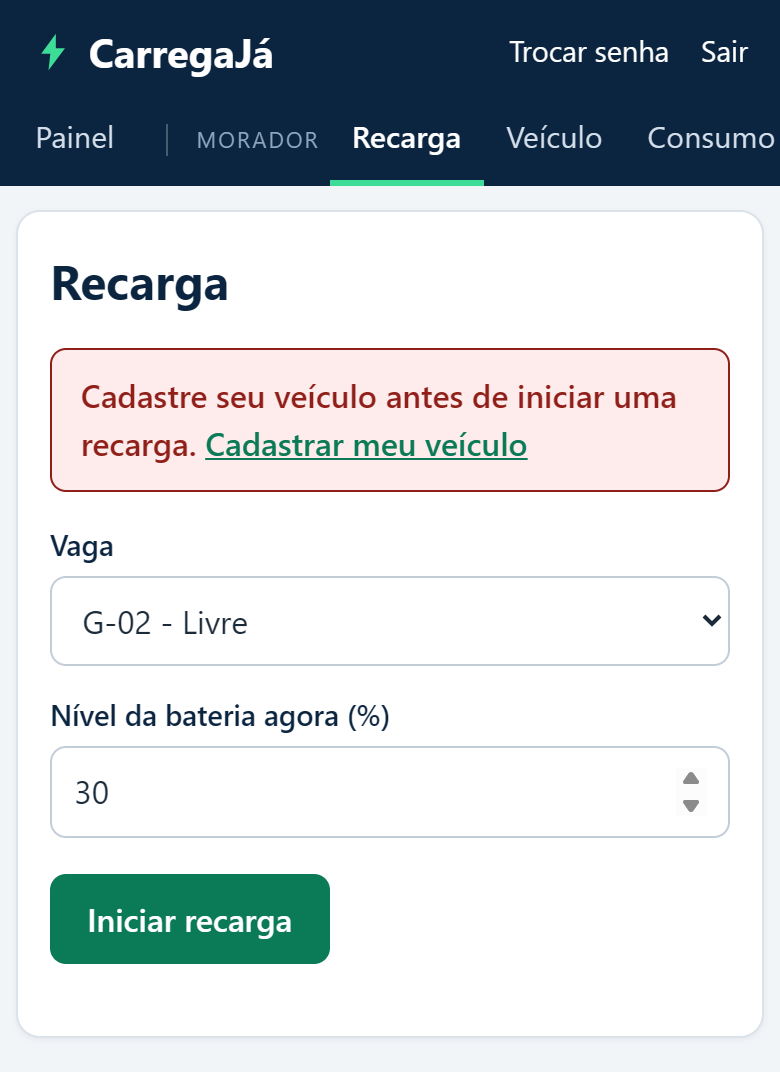 CarregaJá
Trocar senha
Sair
Painel
MORADOR
Recarga
Veículo
Consumo
Recarga
Cadastre seu veículo antes de iniciar uma
recarga. Cadastrar meu veículo
Vaga
G-02 - Livre
Nível da bateria agora (%)
30
Iniciar recarga